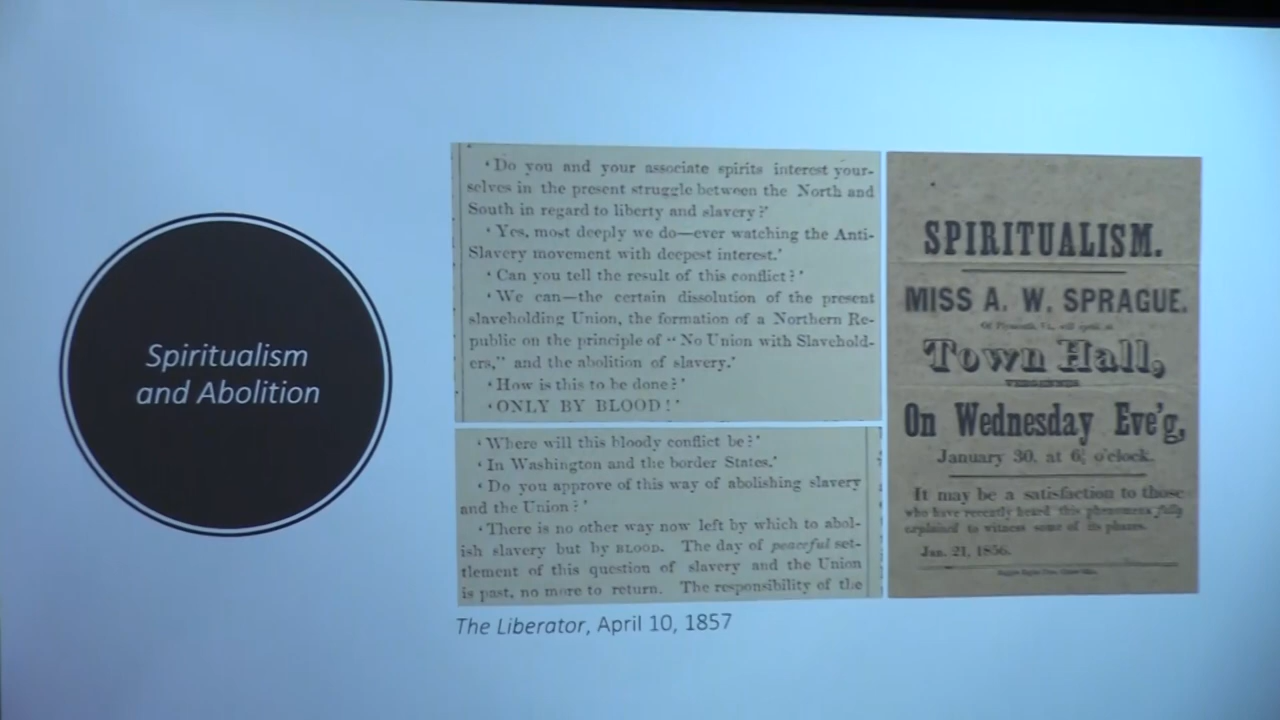 Spiritualism
and Abolition
‘Do you and your associate spirits interest your-
selves in the present struggle between the North and
South in regard to liberty and slavery?’
‘Yes, most deeply we do—ever watching the Anti-
Slavery movement with deepest interest.’
‘Can you tell the result of this conflict?’
‘We can—the certain dissolution of the present
slaveholding Union, the formation of a Northern Re-
public on the principle of “No Union with Slavehold-
ers,” and the abolition of slavery.’
‘How is this to be done?’
‘ONLY BY BLOOD!’
‘Where will this bloody conflict be?’
‘In Washington and the border States.’
‘Do you approve of this way of abolishing slavery
and the Union?’
‘There is no other way now left by which to abol-
ish slavery but by BLOOD. The day of peaceful set-
tlement of this question of slavery and the Union
is past, no more to return. The responsibility of the
The Liberator, April 10, 1857
SPIRITUALISM.
MISS A. W. SPRAGUE.
Of Plymouth, Vt., will speak at
Town Hall,
VERGENNES
On Wednesday Eve'g,
January 30, at 6½ o'clock.
It may be a satisfaction to those
who have recently heard this phenomena fully
explained to witness some of its phases.
Jan. 21, 1856.